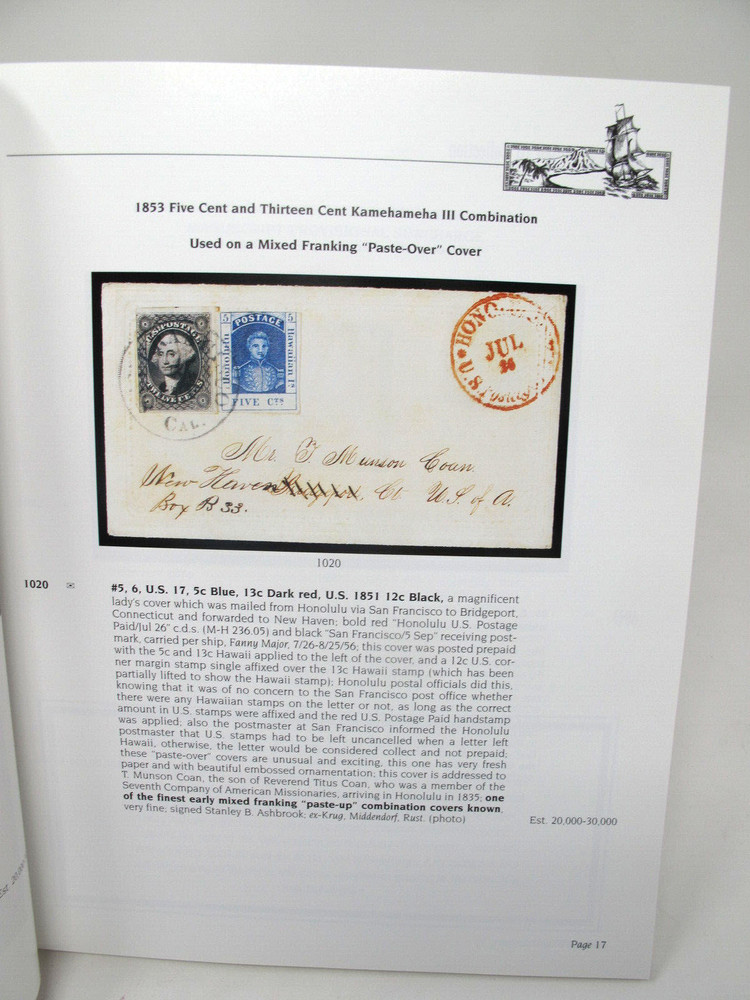 1853 Five Cent and Thirteen Cent Kamehameha III Combination
Used on a Mixed Franking “Paste-Over” Cover
U.S. POSTAGE
TWELVE CTS
CAL.
5 POSTAGE 5
Honolulu
Hawaiian Is.
FIVE CTS
HONO
JUL
26
U.S.
Mr. T. Munson Coan
New Haven Ct U.S. of A.
Box B 33.
1020
1020
#5, 6, U.S. 17, 5c Blue, 13c Dark red, U.S. 1851 12c Black, a magnificent
lady's cover which was mailed from Honolulu via San Francisco to Bridgeport,
Connecticut and forwarded to New Haven; bold red "Honolulu U.S. Postage
Paid/Jul 26" c.d.s. (M-H 236.05) and black "San Francisco/5 Sep" receiving post-
mark, carried per ship, Fanny Major, 7/26-8/25/56; this cover was posted prepaid
with the 5c and 13c Hawaii applied to the left of the cover, and a 12c U.S. cor-
ner margin stamp single affixed over the 13c Hawaii stamp (which has been
partially lifted to show the Hawaii stamp); Honolulu postal officials did this,
knowing that it was of no concern to the San Francisco post office whether
there were any Hawaiian stamps on the letter or not, as long as the correct
amount in U.S. stamps were affixed and the red U.S. Postage Paid handstamp
was applied; also the postmaster at San Francisco informed the Honolulu
postmaster that U.S. stamps had to be left uncancelled when a letter left
Hawaii, otherwise, the letter would be considered collect and not prepaid;
these "paste-over" covers are unusual and exciting, this one has very fresh
paper and with beautiful embossed ornamentation; this cover is addressed to
T. Munson Coan, the son of Reverend Titus Coan, who was a member of the
Seventh Company of American Missionaries, arriving in Honolulu in 1835; one
of the finest early mixed franking "paste-up" combination covers known,
very fine; signed Stanley B. Ashbrook; ex-Krug, Middendorf, Rust. (photo)
Est. 20,000-30,000
Page 17